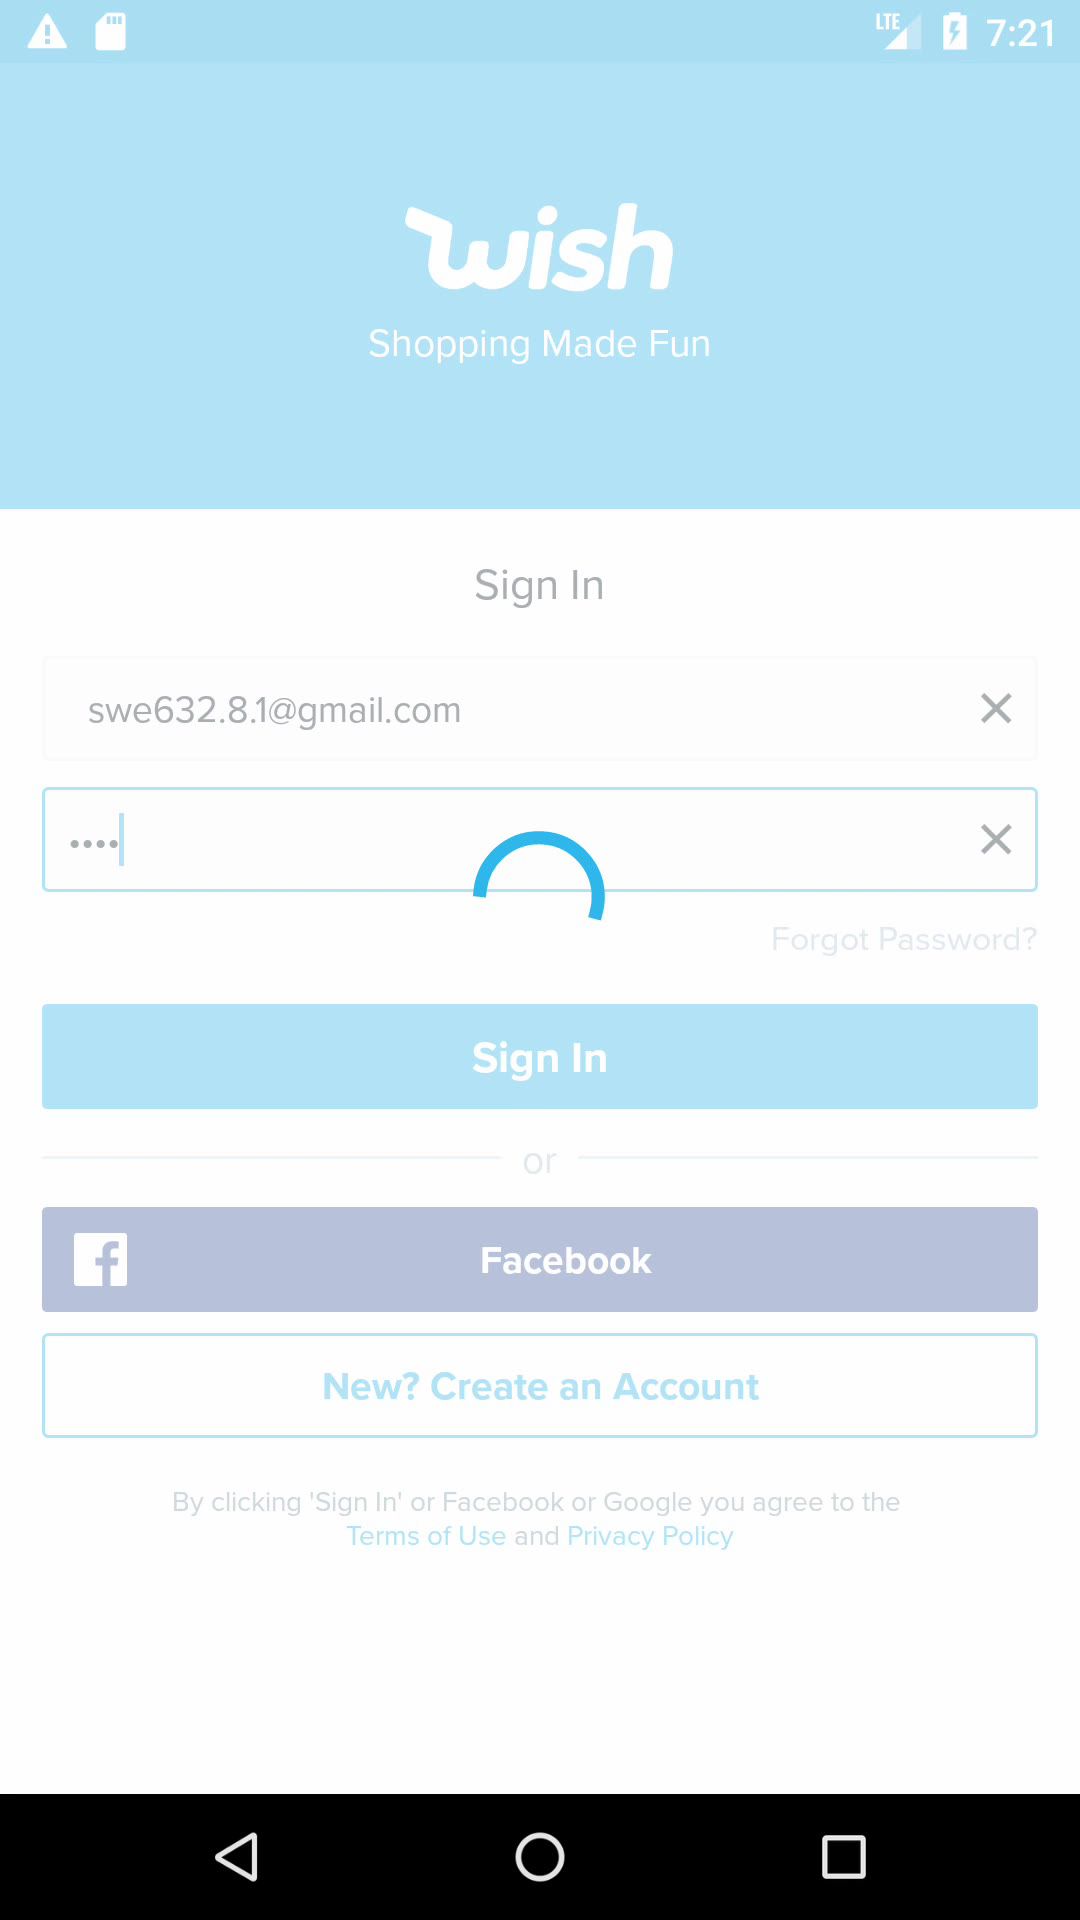 LTE 7:21
wish
Shopping Made Fun
Sign In
swe632.8.1@gmail.com
••••
Forgot Password?
Sign In
or
Facebook
New? Create an Account
By clicking 'Sign In' or Facebook or Google you agree to the
Terms of Use and Privacy Policy